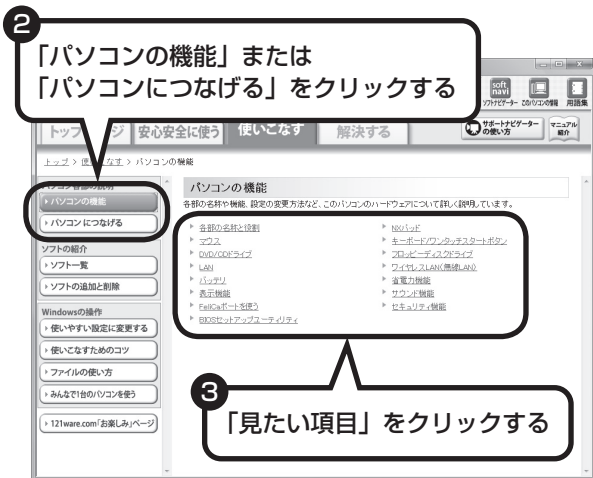 2
「パソコンの機能」または
「パソコンにつなげる」をクリックする
soft navi
ソフトナビゲーター このパソコンの情報 用語集
トップ ジ 安心安全に使う 使いこなす 解決する
サポートナビゲーターの使い方
マニュアル紹介
トップ > 使いこなす > パソコンの機能
パソコン各部の説明
パソコンの機能
パソコンにつなげる
ソフトの紹介
ソフト一覧
ソフトの追加と削除
Windowsの操作
使いやすい設定に変更する
使いこなすためのコツ
ファイルの使い方
みんなで1台のパソコンを使う
121ware.com「お楽しみ」ページ
パソコンの機能
各部の名称や機能、設定の変更方法など、このパソコンのハードウェアについて詳しく説明しています。
各部の名称と役割
マウス
DVD/CDドライブ
LAN
バッテリ
表示機能
FeliCaポートを使う
BIOSセットアップユーティリティ
NXパッド
キーボード/ワンタッチスタートボタン
フロッピーディスクドライブ
ワイヤレスLAN(無線LAN)
省電力機能
サウンド機能
セキュリティ機能
3
「見たい項目」をクリックする